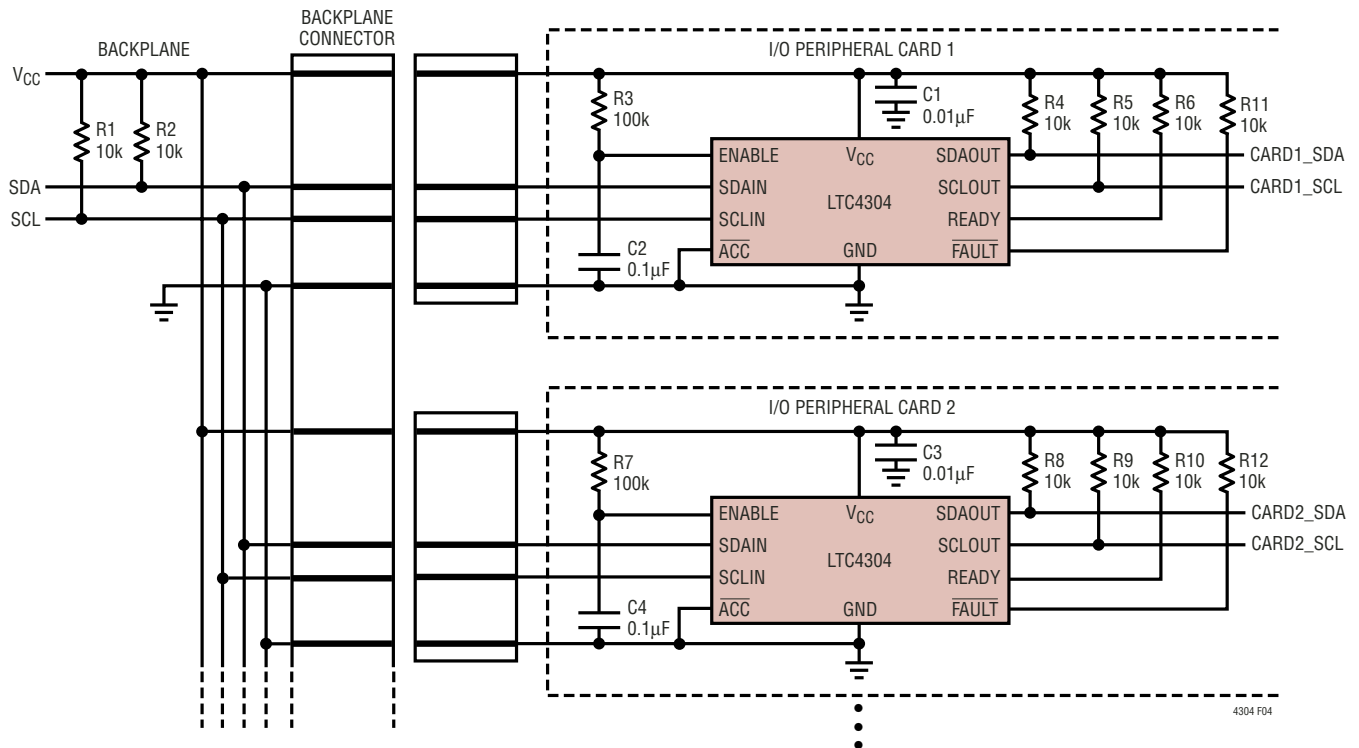 BACKPLANE
BACKPLANE
CONNECTOR
I/O PERIPHERAL CARD 1
VCC
R1
10k
R2
10k
SDA
SCL
R3
100k
C1
0.01µF
R4
10k
R5
10k
R6
10k
R11
10k
ENABLE
VCC
SDAOUT
CARD1_SDA
SDAIN
SCLOUT
CARD1_SCL
LTC4304
SCLIN
READY
ACC
GND
FAULT
C2
0.1µF
I/O PERIPHERAL CARD 2
R7
100k
C3
0.01µF
R8
10k
R9
10k
R10
10k
R12
10k
ENABLE
VCC
SDAOUT
CARD2_SDA
SDAIN
SCLOUT
CARD2_SCL
LTC4304
SCLIN
READY
ACC
GND
FAULT
C4
0.1µF
4304 F04